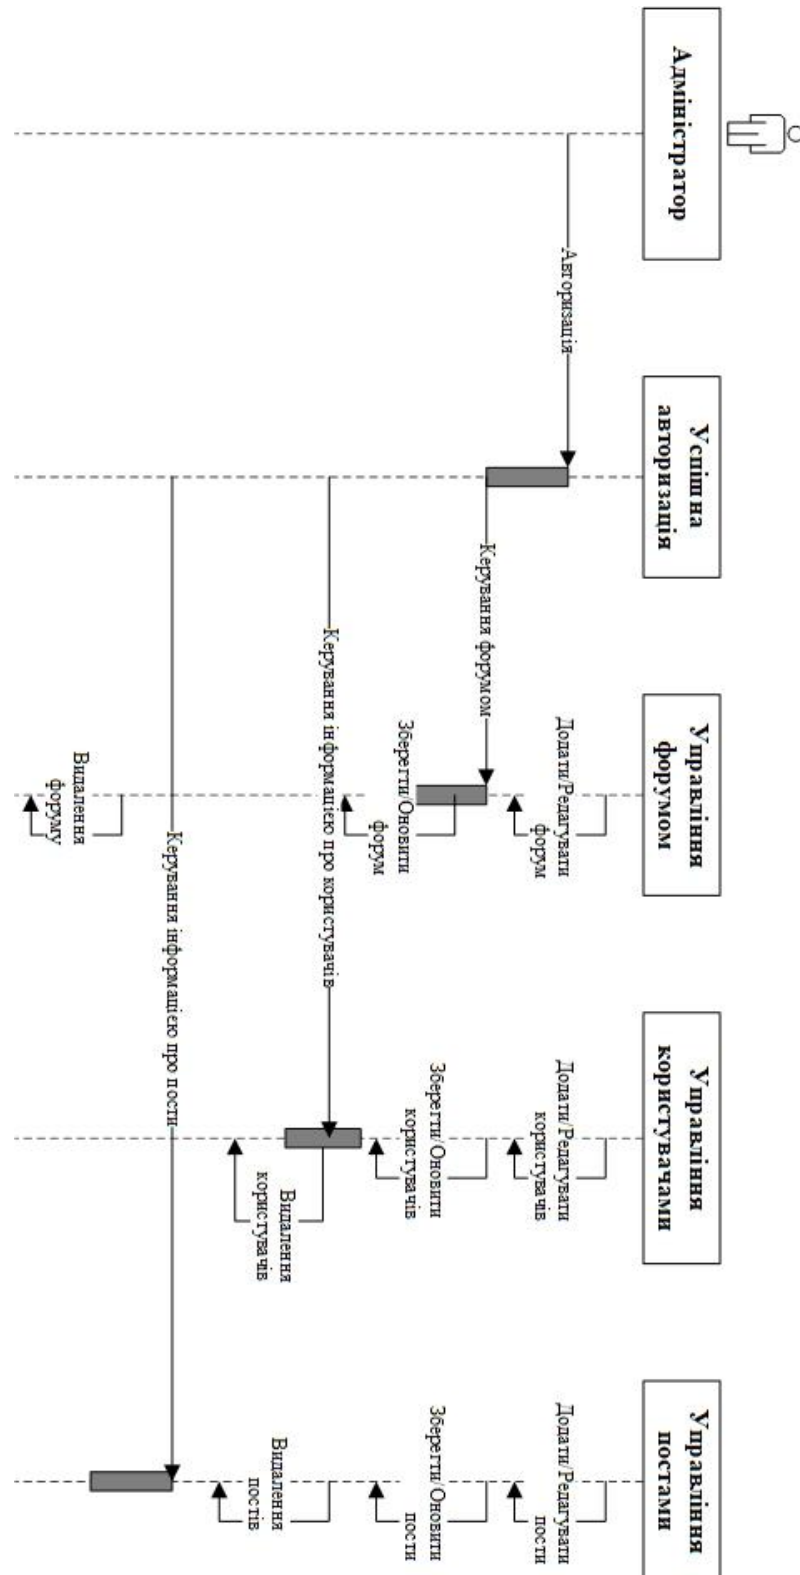 Адміністратор
Успішна
авторизація
Управління
форумом
Управління
користувачами
Управління
постами
Авторизація
Додати/Редагувати
форум
Додати/Редагувати
користувачів
Додати/Редагувати
пости
Керування форумом
Зберегти/Оновити
форум
Зберегти/Оновити
користувачів
Зберегти/Оновити
пости
Керування інформацією про користувачів
Видалення
користувачів
Видалення
постів
Керування інформацією про пости
Видалення
форуму